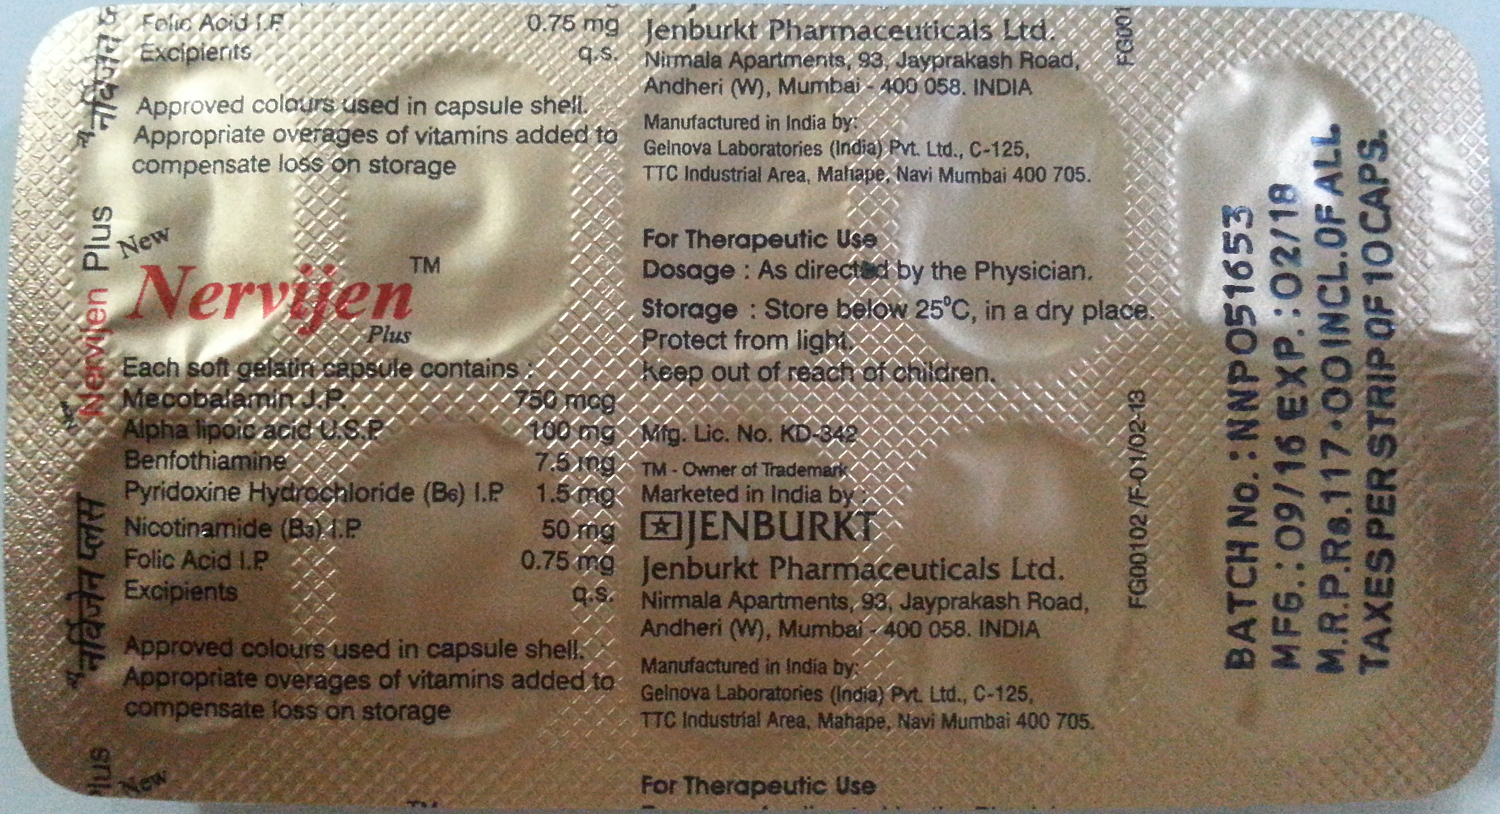 Folic Acid I.P. 0.75 mg
Excipients q.s.
Approved colours used in capsule shell.
Appropriate overages of vitamins added to
compensate loss on storage
New
Nervijen TM
Plus
Each soft gelatin capsule contains :
Mecobalamin J.P. 750 mcg
Alpha lipoic acid U.S.P. 100 mg
Benfothiamine 7.5 mg
Pyridoxine Hydrochloride (B6) I.P. 1.5 mg
Nicotinamide (B3) I.P. 50 mg
Folic Acid I.P. 0.75 mg
Excipients q.s.
Approved colours used in capsule shell.
Appropriate overages of vitamins added to
compensate loss on storage
New
TM
Jenburkt Pharmaceuticals Ltd.
Nirmala Apartments, 93, Jayprakash Road,
Andheri (W), Mumbai - 400 058. INDIA
Manufactured in India by:
Gelnova Laboratories (India) Pvt. Ltd., C-125,
TTC Industrial Area, Mahape, Navi Mumbai 400 705.
For Therapeutic Use
Dosage : As directed by the Physician.
Storage : Store below 25°C, in a dry place.
Protect from light.
Keep out of reach of children.
Mfg. Lic. No. KD-342
TM - Owner of Trademark
Marketed in India by :
JENBURKT
Jenburkt Pharmaceuticals Ltd.
Nirmala Apartments, 93, Jayprakash Road,
Andheri (W), Mumbai - 400 058. INDIA
Manufactured in India by:
Gelnova Laboratories (India) Pvt. Ltd., C-125,
TTC Industrial Area, Mahape, Navi Mumbai 400 705.
For Therapeutic Use
न्यू नर्विजेन प्लस
New Nervijen Plus
FG001
FG00102 /F-01/02-13
BATCH No. : NNP051653
MFG. : 09/16 EXP. : 02/18
M.R.P.Rs.117.00 INCL.OF ALL
TAXES PER STRIP OF 10 CAPS.